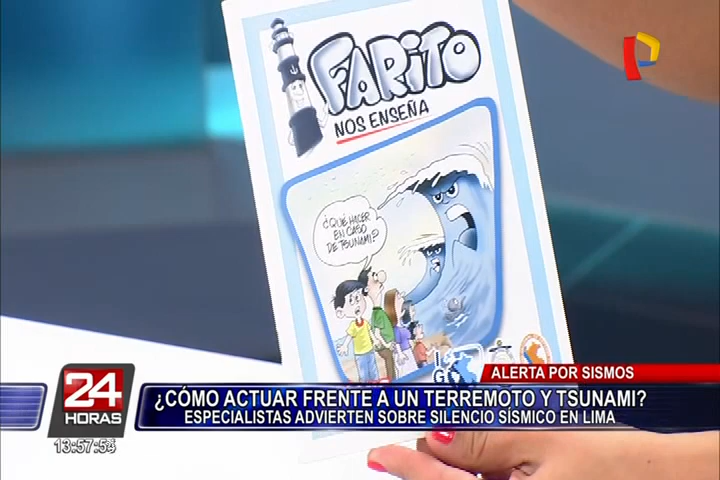 FARITO
NOS ENSEÑA
¿QUÉ HACER
EN CASO
DE TSUNAMI?
ALERTA POR SISMOS
24
HORAS
¿CÓMO ACTUAR FRENTE A UN TERREMOTO Y TSUNAMI?
ESPECIALISTAS ADVIERTEN SOBRE SILENCIO SÍSMICO EN LIMA
13:57:54